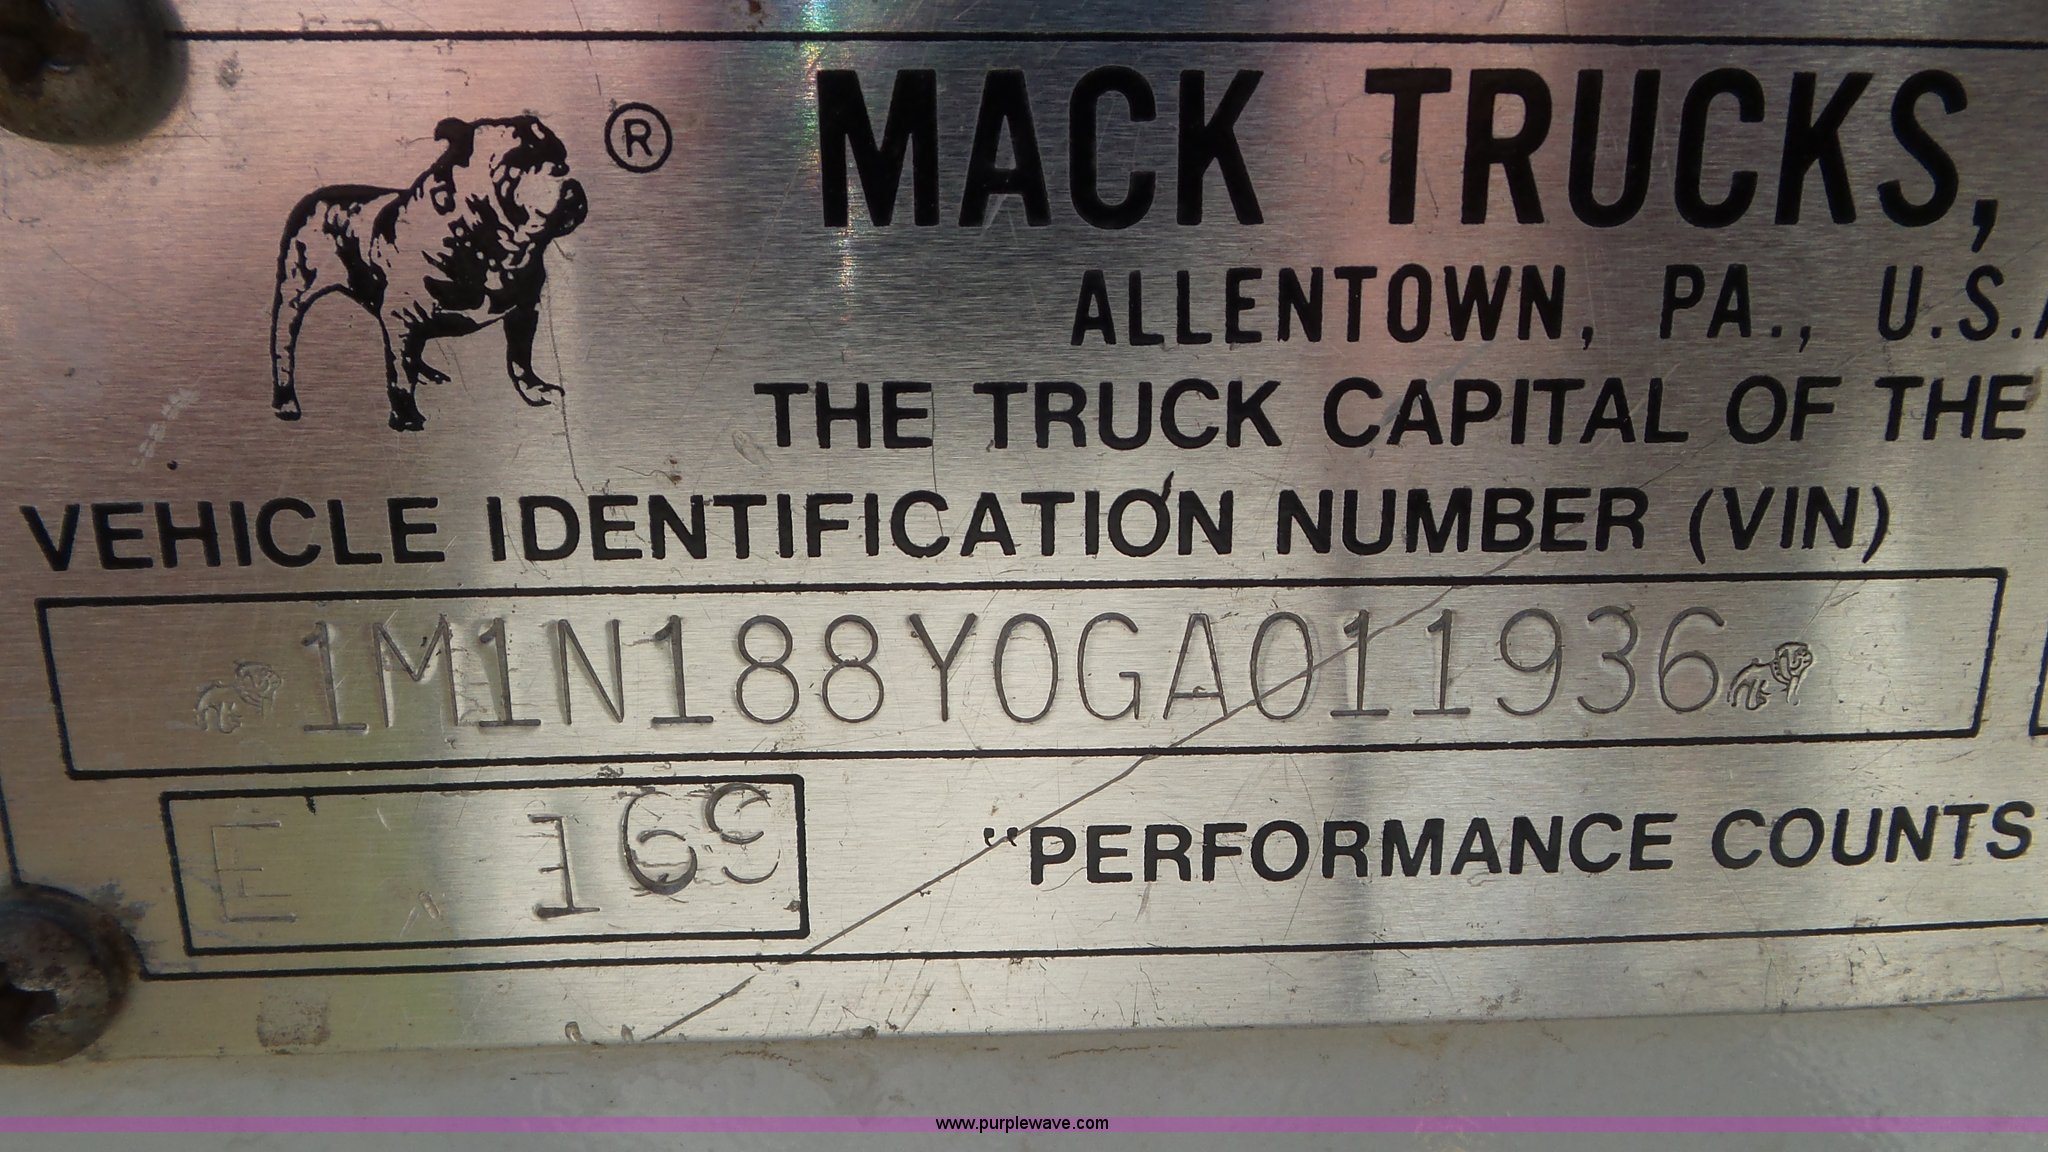 ®
MACK TRUCKS,
ALLENTOWN, PA., U.S.A
THE TRUCK CAPITAL OF THE
VEHICLE IDENTIFICATION NUMBER (VIN)
1M1N188Y0GA011936
E 169
"PERFORMANCE COUNTS
www.purplewave.com